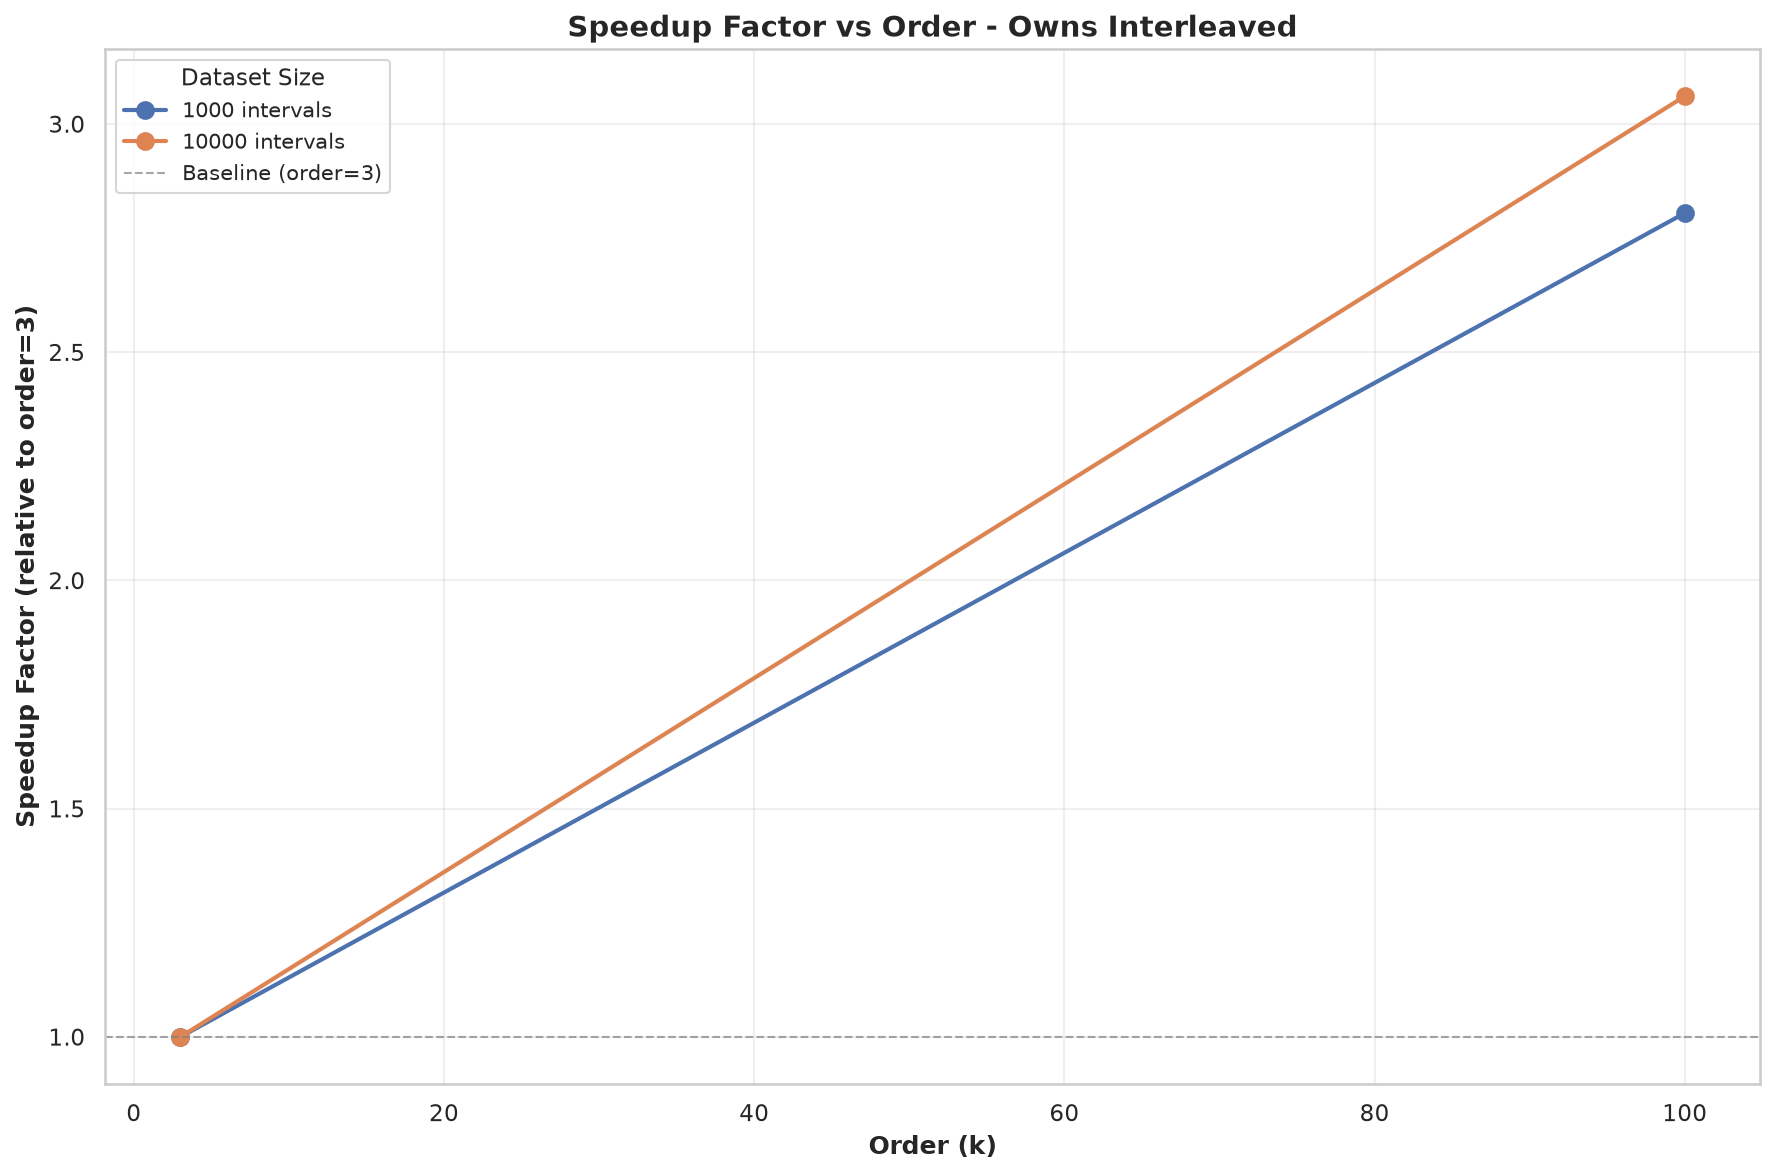 Speedup Factor vs Order - Owns Interleaved
Dataset Size
1000 intervals
10000 intervals
Baseline (order=3)
Speedup Factor (relative to order=3)
3.0
2.5
2.0
1.5
1.0
0 20 40 60 80 100
Order (k)